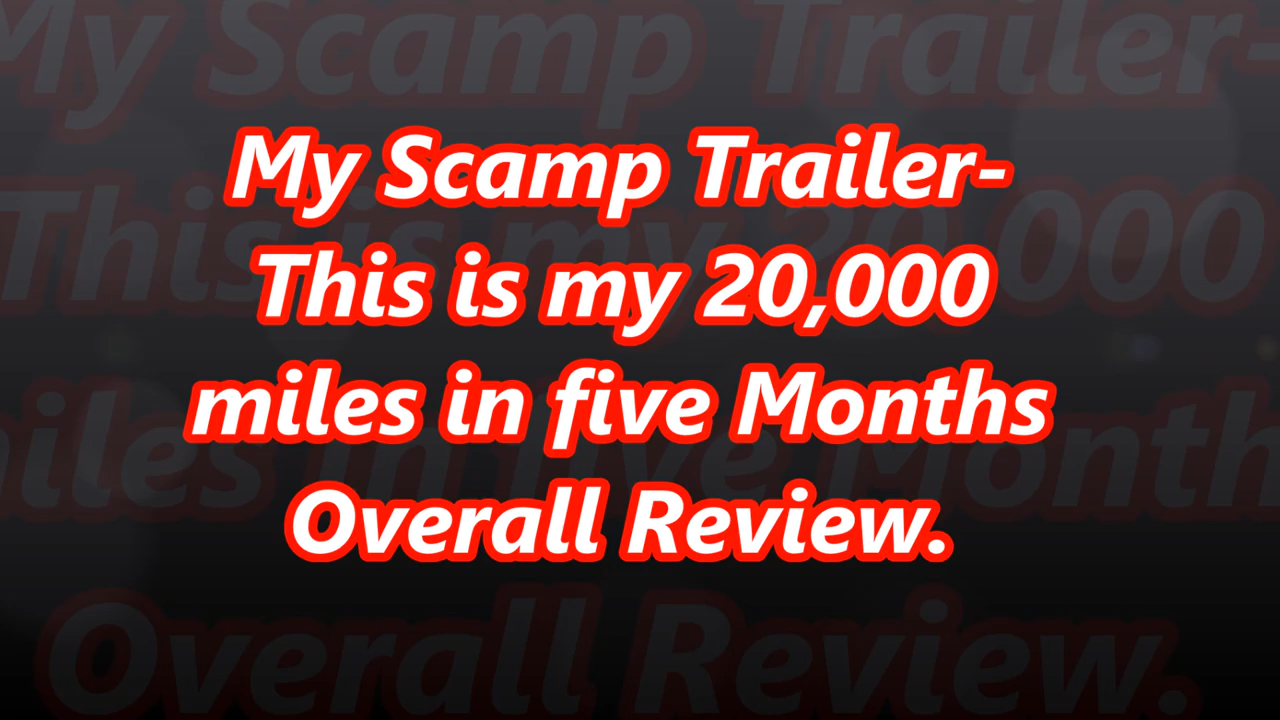 My Scamp Trailer-
This is my 20,000
miles in five Months
Overall Review.